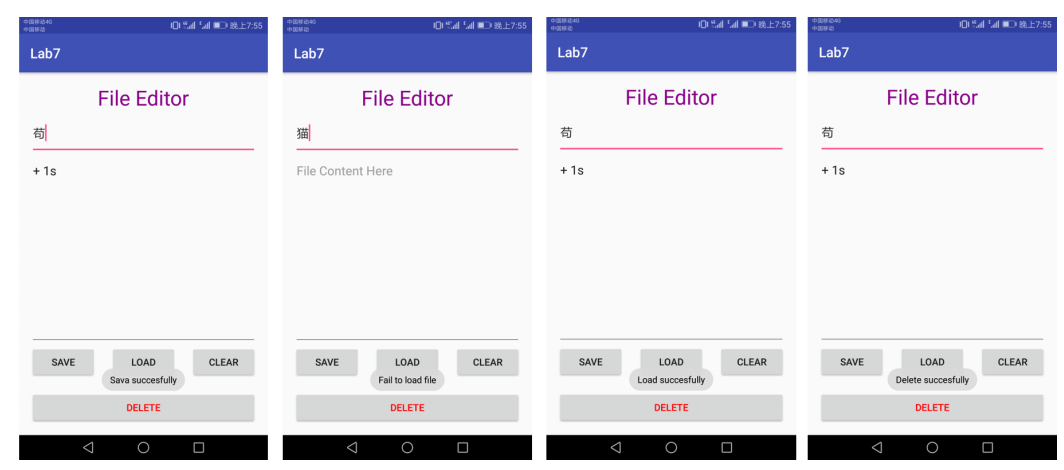 中国移动4G
中国移动
晚上7:55
Lab7
File Editor
苟
+ 1s
SAVE LOAD CLEAR
Sava succesfully
DELETE
中国移动4G
中国移动
晚上7:55
Lab7
File Editor
猫
File Content Here
SAVE LOAD CLEAR
Fail to load file
DELETE
中国移动4G
中国移动
晚上7:55
Lab7
File Editor
苟
+ 1s
SAVE LOAD CLEAR
Load succesfully
DELETE
中国移动4G
中国移动
晚上7:55
Lab7
File Editor
苟
+ 1s
SAVE LOAD CLEAR
Delete succesfully
DELETE